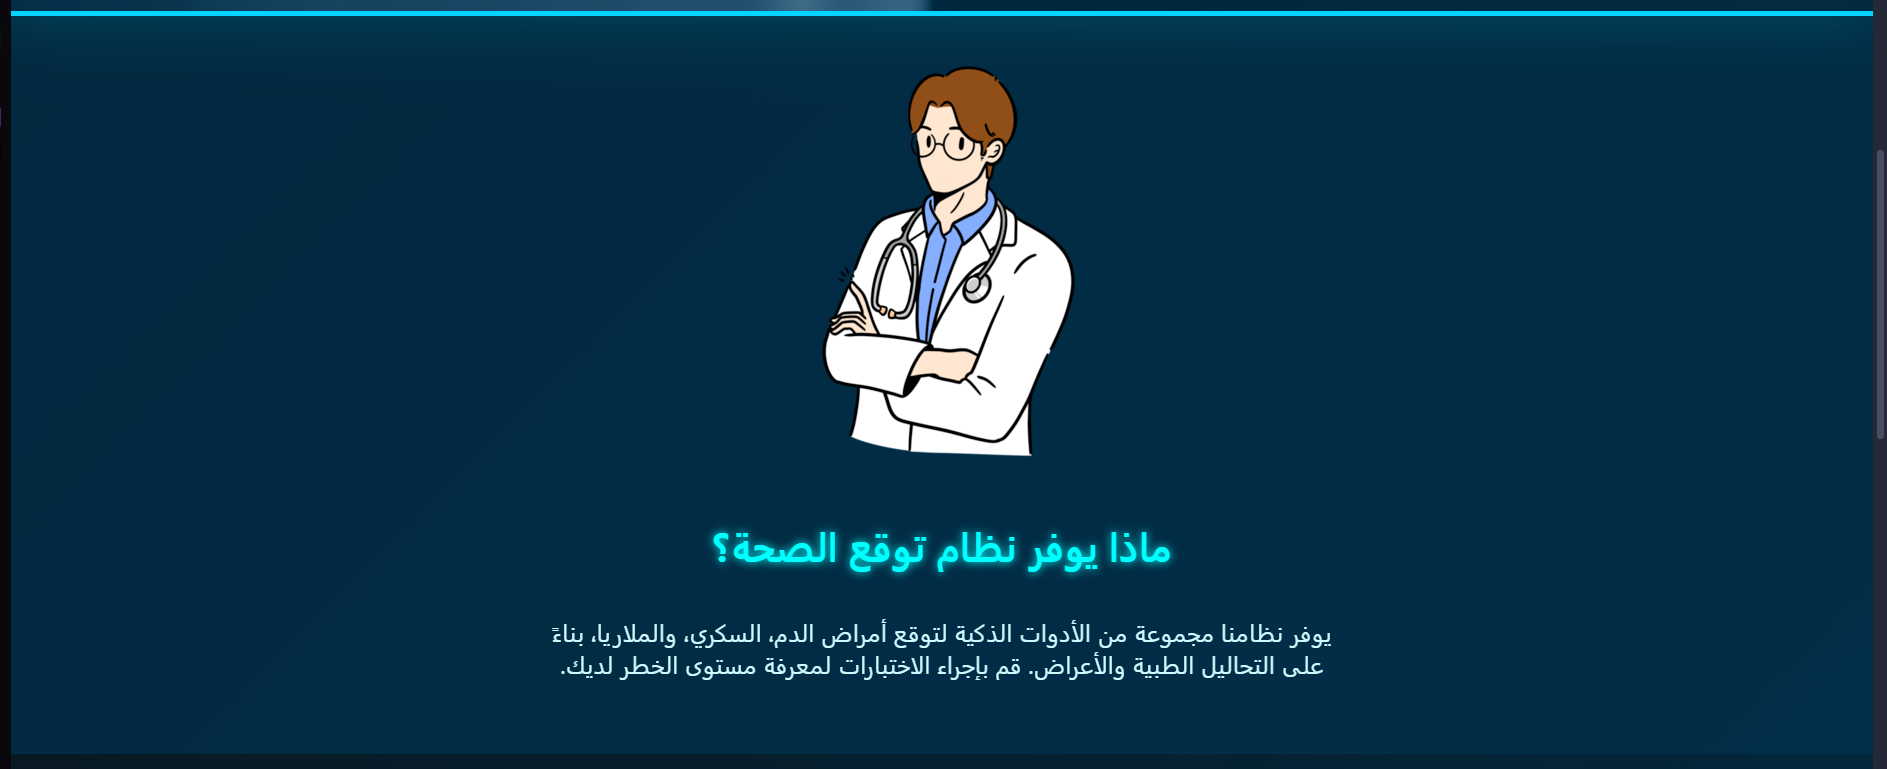 ماذا يوفر نظام توقع الصحة؟
يوفر نظامنا مجموعة من الأدوات الذكية لتوقع أمراض الدم، السكري، والملاريا، بناءً
على التحاليل الطبية والأعراض. قم بإجراء الاختبارات لمعرفة مستوى الخطر لديك.